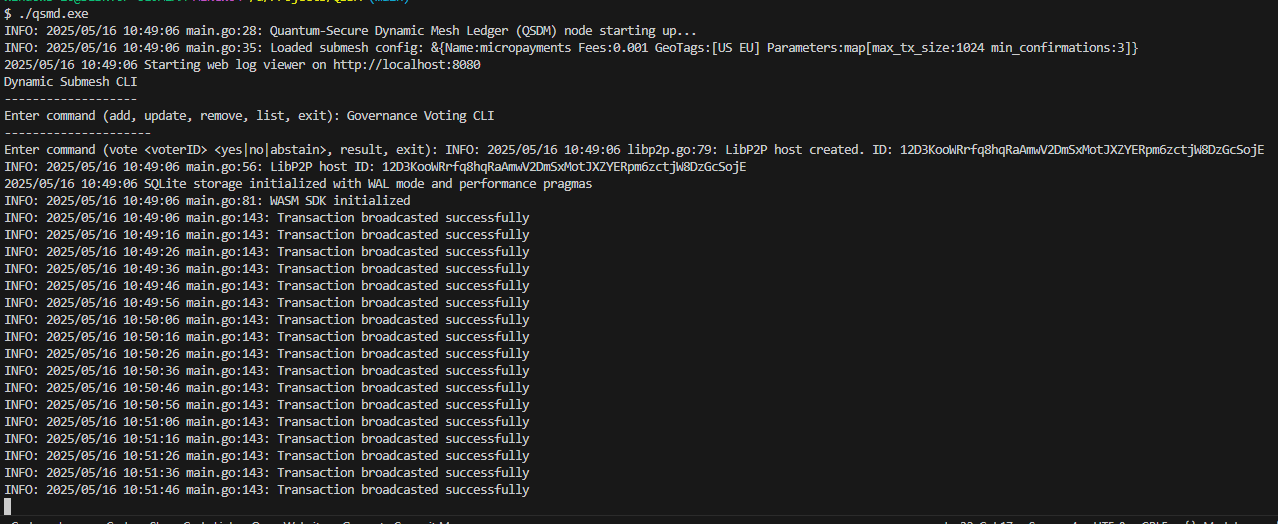 $ ./qsmd.exe
INFO: 2025/05/16 10:49:06 main.go:28: Quantum-Secure Dynamic Mesh Ledger (QSDM) node starting up...
INFO: 2025/05/16 10:49:06 main.go:35: Loaded submesh config: &{Name:micropayments Fees:0.001 GeoTags:[US EU] Parameters:map[max_tx_size:1024 min_confirmations:3]}
2025/05/16 10:49:06 Starting web log viewer on http://localhost:8080
Dynamic Submesh CLI
-------------------
Enter command (add, update, remove, list, exit): Governance Voting CLI
---------------------
Enter command (vote <voterID> <yes|no|abstain>, result, exit): INFO: 2025/05/16 10:49:06 libp2p.go:79: LibP2P host created. ID: 12D3KooWRrfq8hqRaAmwV2DmSxMotJXZYERpm6zctjW8DzGcSojE
INFO: 2025/05/16 10:49:06 main.go:56: LibP2P host ID: 12D3KooWRrfq8hqRaAmwV2DmSxMotJXZYERpm6zctjW8DzGcSojE
2025/05/16 10:49:06 SQLite storage initialized with WAL mode and performance pragmas
INFO: 2025/05/16 10:49:06 main.go:81: WASM SDK initialized
INFO: 2025/05/16 10:49:06 main.go:143: Transaction broadcasted successfully
INFO: 2025/05/16 10:49:16 main.go:143: Transaction broadcasted successfully
INFO: 2025/05/16 10:49:26 main.go:143: Transaction broadcasted successfully
INFO: 2025/05/16 10:49:36 main.go:143: Transaction broadcasted successfully
INFO: 2025/05/16 10:49:46 main.go:143: Transaction broadcasted successfully
INFO: 2025/05/16 10:49:56 main.go:143: Transaction broadcasted successfully
INFO: 2025/05/16 10:50:06 main.go:143: Transaction broadcasted successfully
INFO: 2025/05/16 10:50:16 main.go:143: Transaction broadcasted successfully
INFO: 2025/05/16 10:50:26 main.go:143: Transaction broadcasted successfully
INFO: 2025/05/16 10:50:36 main.go:143: Transaction broadcasted successfully
INFO: 2025/05/16 10:50:46 main.go:143: Transaction broadcasted successfully
INFO: 2025/05/16 10:50:56 main.go:143: Transaction broadcasted successfully
INFO: 2025/05/16 10:51:06 main.go:143: Transaction broadcasted successfully
INFO: 2025/05/16 10:51:16 main.go:143: Transaction broadcasted successfully
INFO: 2025/05/16 10:51:26 main.go:143: Transaction broadcasted successfully
INFO: 2025/05/16 10:51:36 main.go:143: Transaction broadcasted successfully
INFO: 2025/05/16 10:51:46 main.go:143: Transaction broadcasted successfully